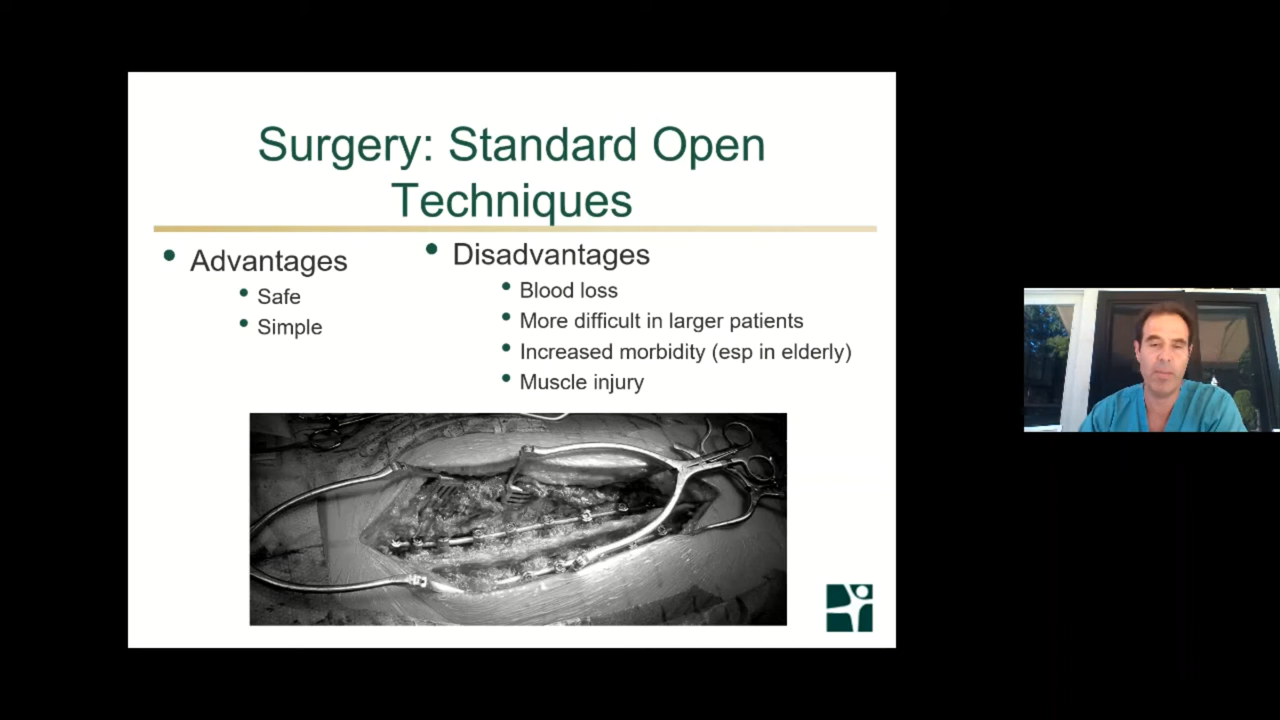 Surgery: Standard Open
Techniques
• Advantages
• Safe
• Simple
• Disadvantages
• Blood loss
• More difficult in larger patients
• Increased morbidity (esp in elderly)
• Muscle injury